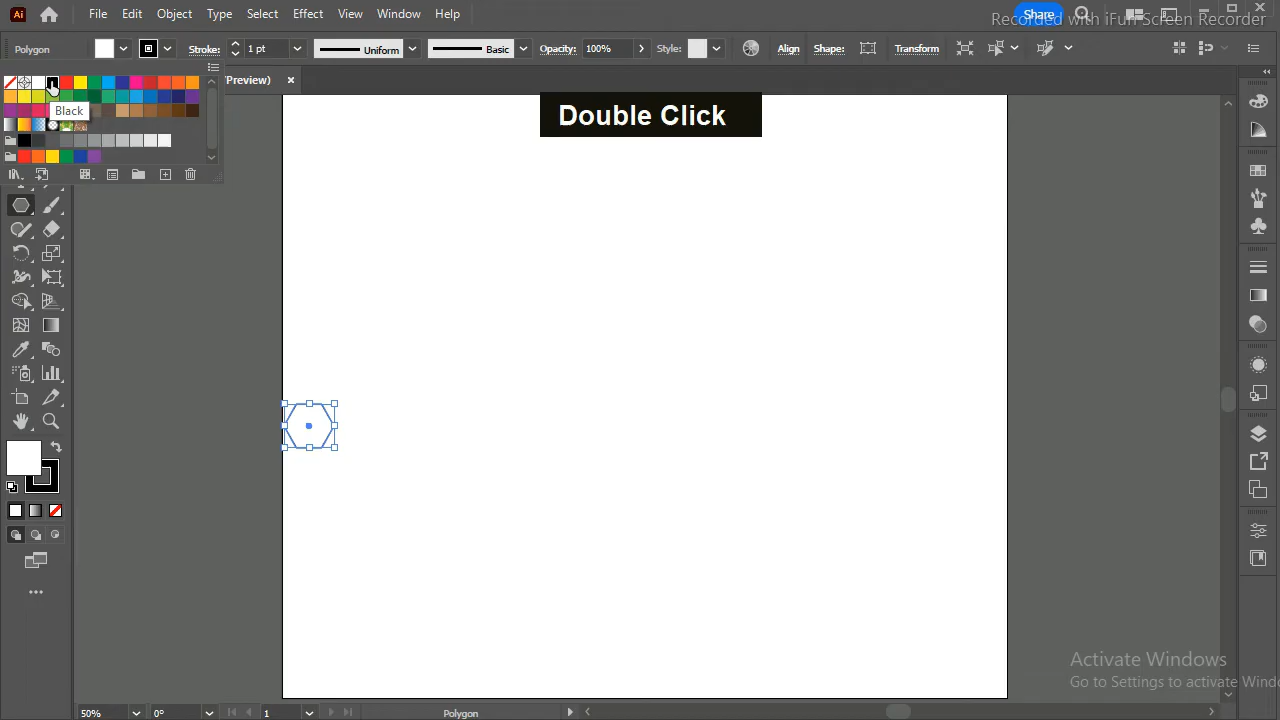 Ai File Edit Object Type Select Effect View Window Help Share
Recorded with iFun Screen Recorder
Polygon Stroke: 1 pt Uniform Basic Opacity: 100% Style: Align Shape: Transform
Preview) ×
Black
Double Click
Activate Windows
Go to Settings to activate Wind
50% 0° 1 Polygon